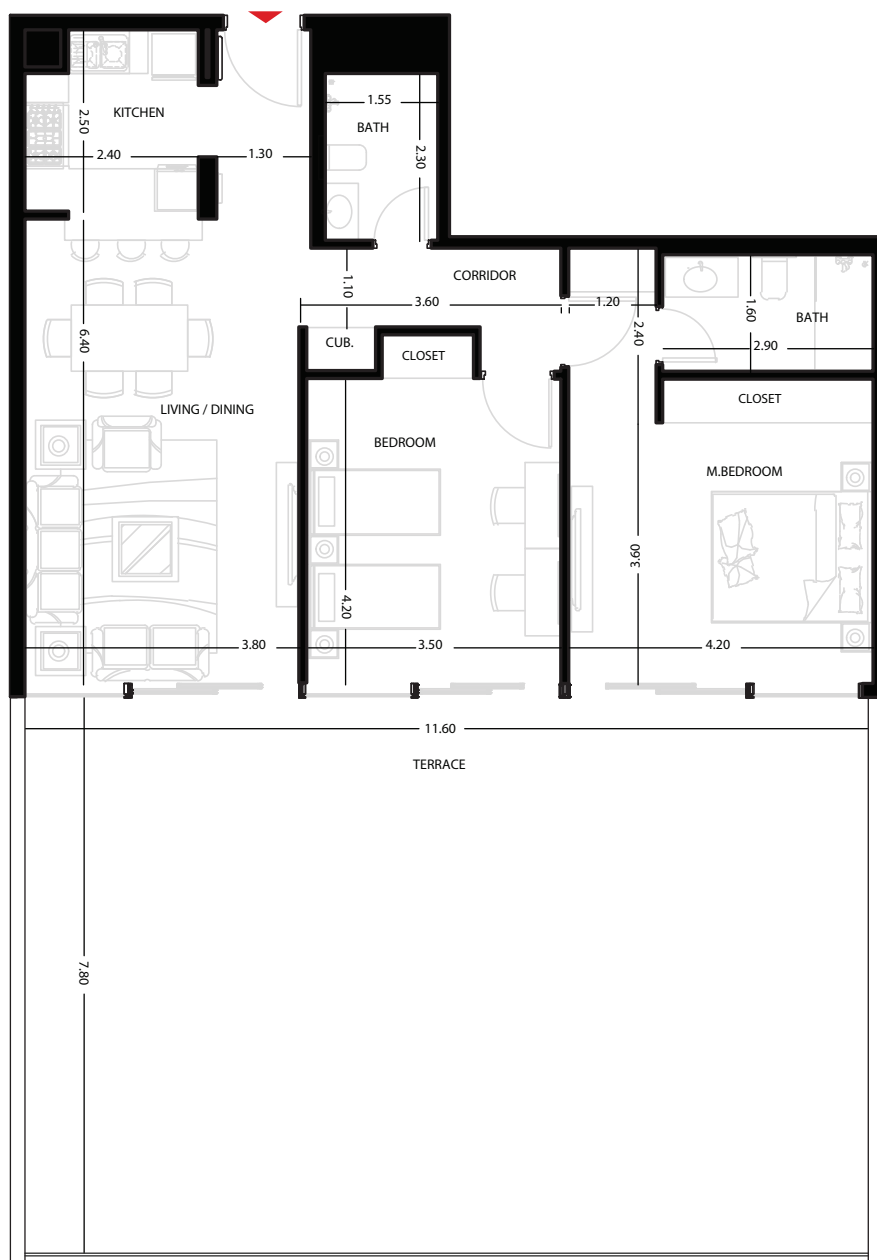 1.55
KITCHEN
2.50
BATH
2.40
1.30
2.30
CORRIDOR
1.10
3.60
1.20
1.60
BATH
2.40
6.40
CUB.
CLOSET
2.90
CLOSET
LIVING / DINING
BEDROOM
M.BEDROOM
3.60
4.20
3.80
3.50
4.20
11.60
TERRACE
7.80